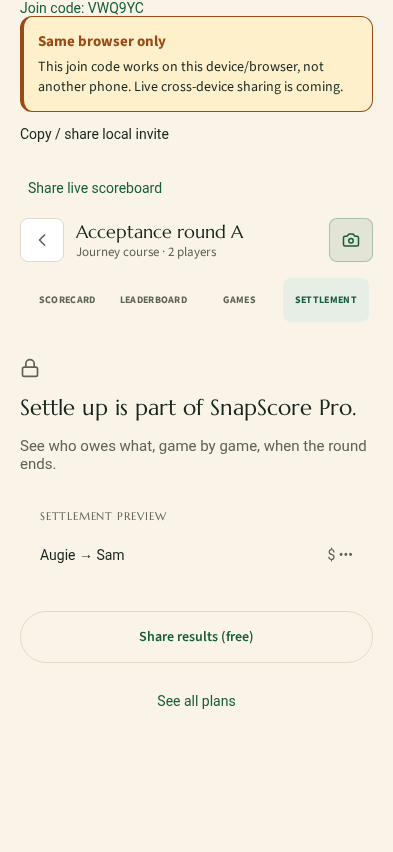 Join code: VWQ9YC
Same browser only
This join code works on this device/browser, not
another phone. Live cross-device sharing is coming.
Copy / share local invite
Share live scoreboard
Acceptance round A
Journey course · 2 players
SCORECARD
LEADERBOARD
GAMES
SETTLEMENT
Settle up is part of SnapScore Pro.
See who owes what, game by game, when the round
ends.
SETTLEMENT PREVIEW
Augie → Sam
$ •••
Share results (free)
See all plans